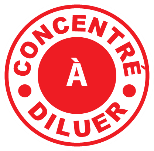 CONCENTRÉ
À
DILUER